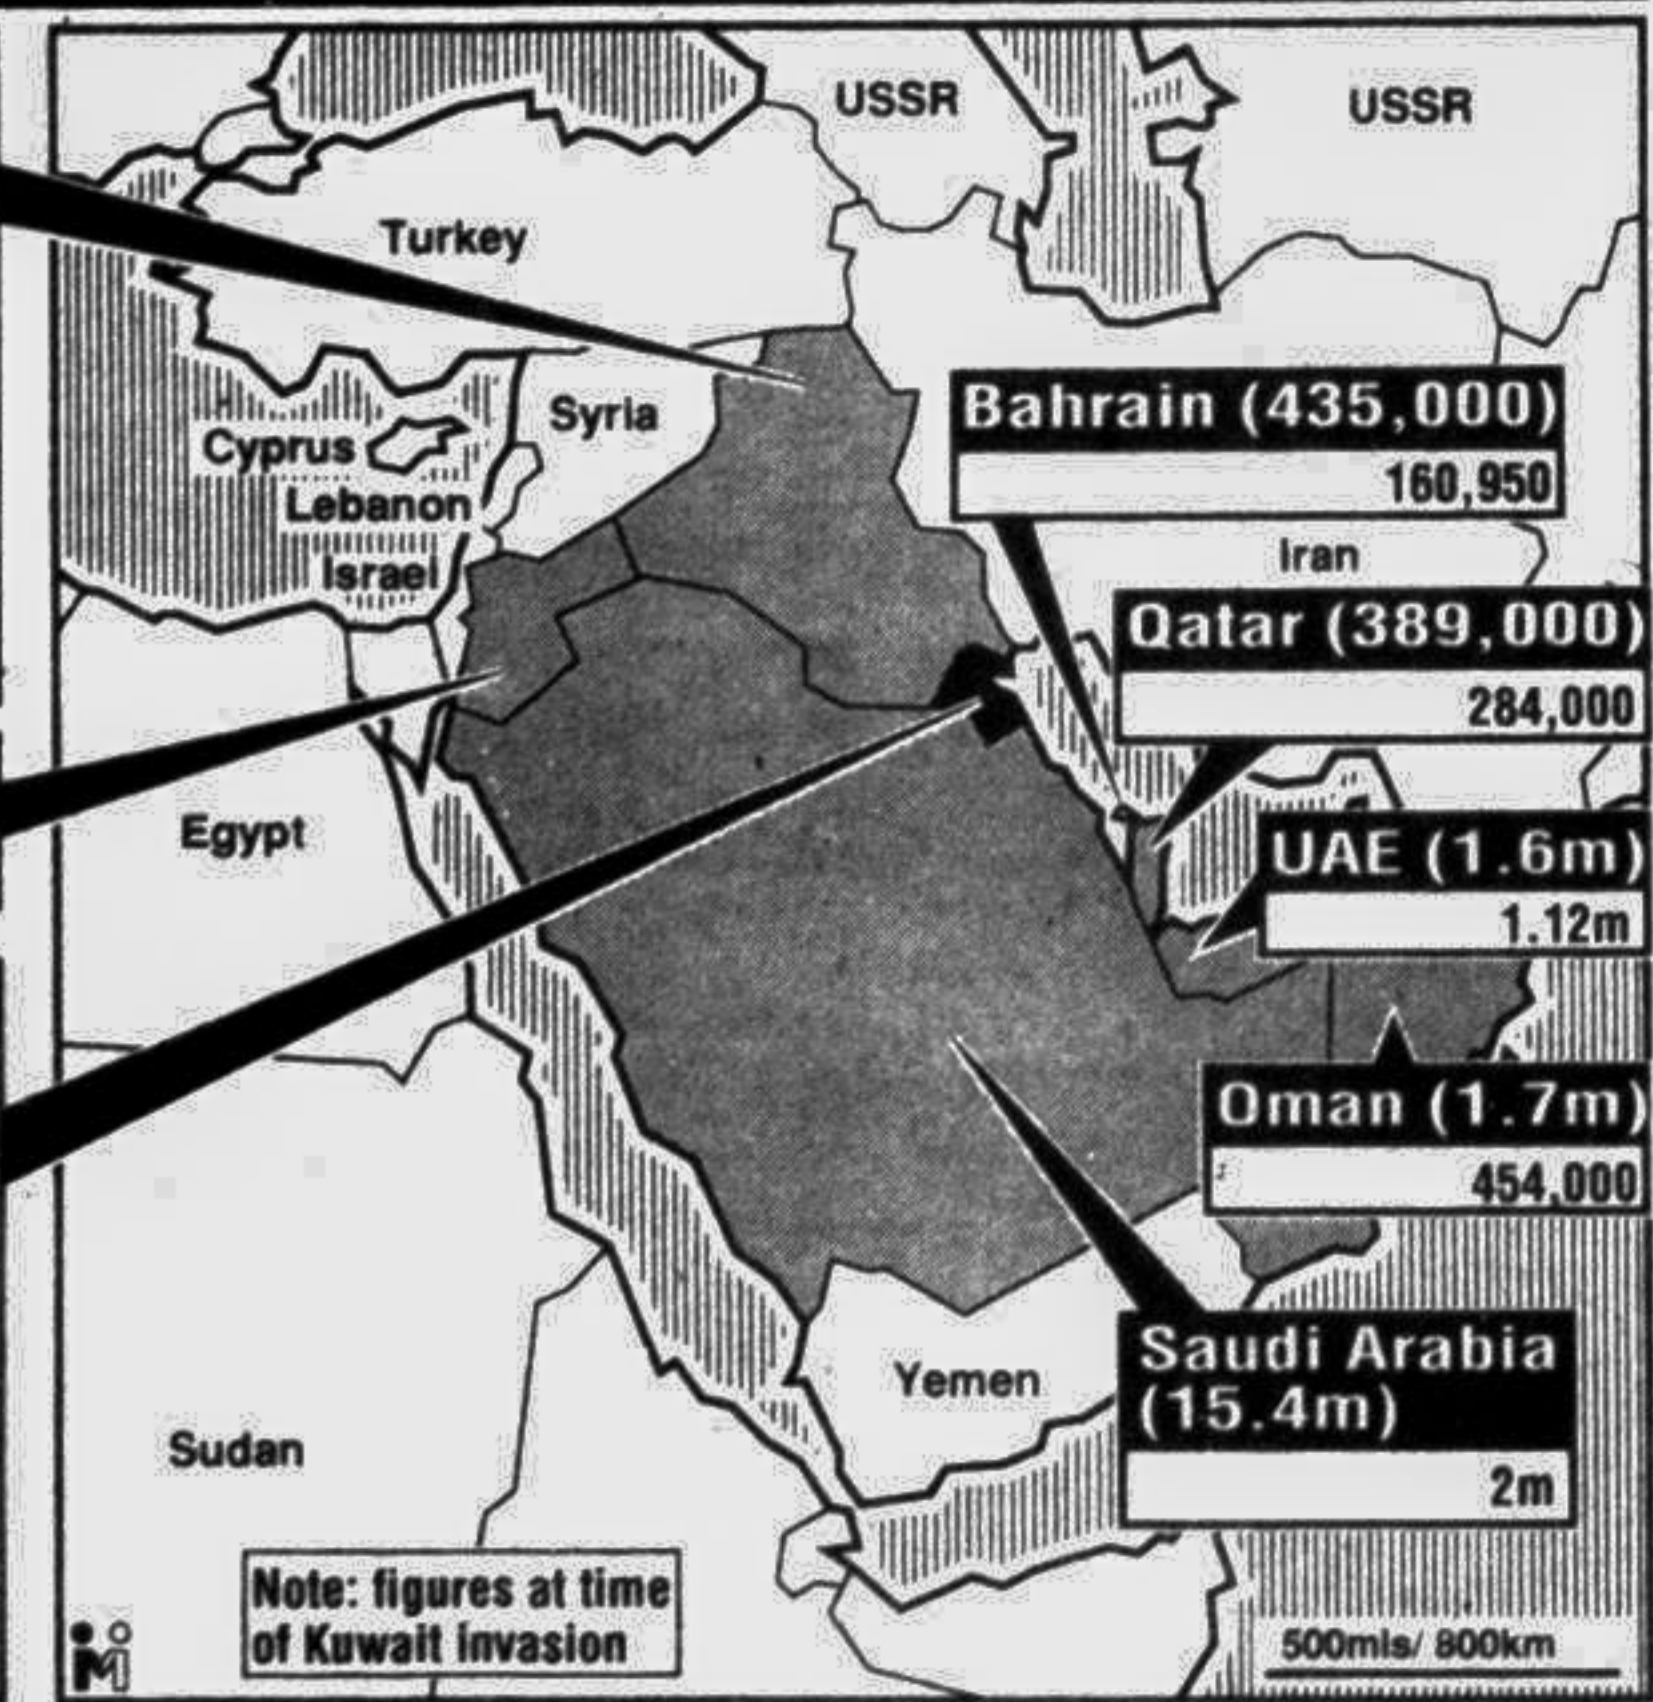 USSR
USSR
Turkey
Syria
Cyprus
Lebanon
Israel
Bahrain (435,000)
160,950
Iran
Qatar (389,000)
284,000
Egypt
UAE (1.6m)
1.12m
Oman (1.7m)
454,000
Saudi Arabia
(15.4m)
2m
Yemen
Sudan
Note: figures at time
of Kuwait invasion
500mls/ 800km